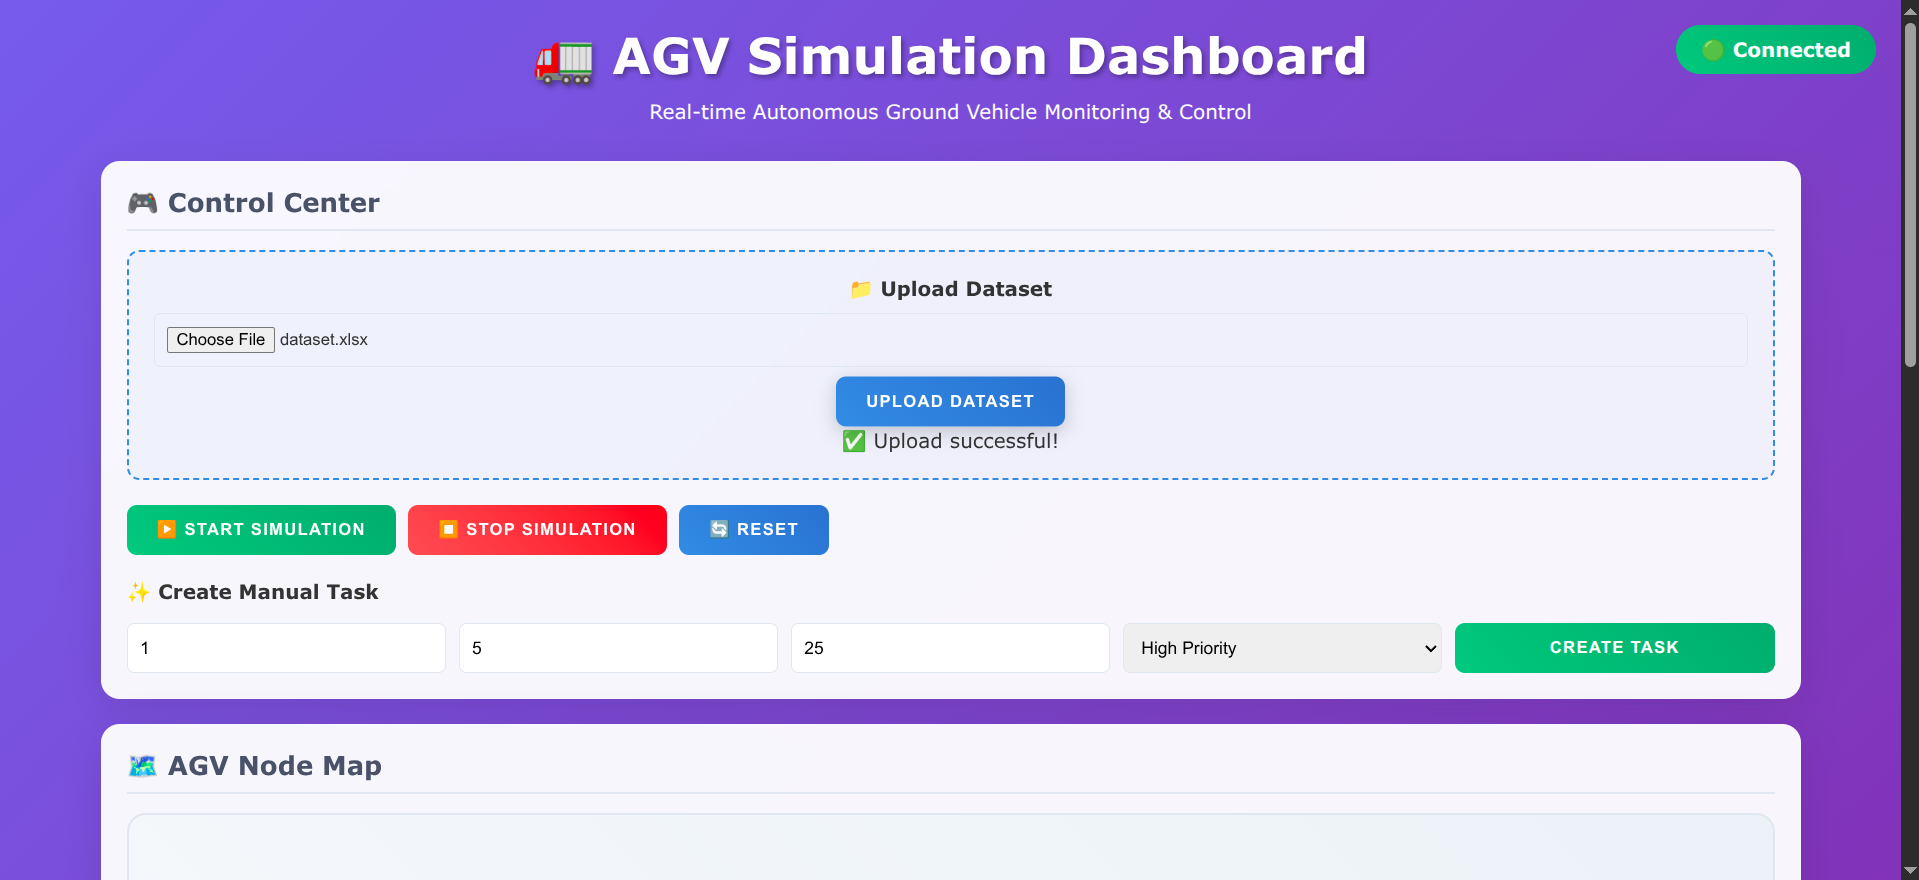 AGV Simulation Dashboard
Connected
Real-time Autonomous Ground Vehicle Monitoring & Control
Control Center
Upload Dataset
Choose File dataset.xlsx
UPLOAD DATASET
Upload successful!
START SIMULATION STOP SIMULATION RESET
Create Manual Task
1 5 25 High Priority CREATE TASK
AGV Node Map